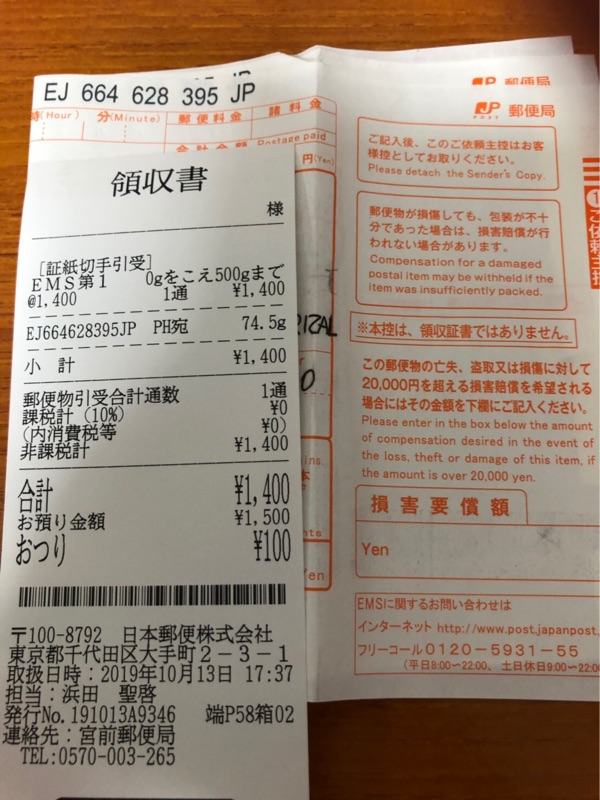 EJ 664 628 395 JP
時(Hour) 分(Minute) 郵便料金 諸料金
合計金額 Postage paid
円(Yen)
領収書
様
[証紙切手引受]
EMS第1 0gをこえ500gまで
@1,400 1通 ¥1,400
EJ664628395JP PH宛 74.5g
小計 ¥1,400
郵便物引受合計通数 1通
課税計(10%) ¥0
(内消費税等 ¥0)
非課税計 ¥1,400
合計 ¥1,400
お預り金額 ¥1,500
おつり ¥100
〒100-8792 日本郵便株式会社
東京都千代田区大手町2-3-1
取扱日時:2019年10月13日 17:37
担当:浜田 聖啓
発行No.191013A9346 端P58箱02
連絡先:宮前郵便局
TEL:0570-003-265
JP 郵便局
JP 郵便局
POST
ご記入後、このご依頼主控はお客
様控としてお取りください。
Please detach the Sender's Copy.
郵便物が損傷しても、包装が不十
分であった場合は、損害賠償が行
われない場合があります。
Compensation for a damaged
postal item may be withheld if the
item was insufficiently packed.
※本控は、領収証書ではありません。
この郵便物の亡失、盗取又は損傷に対して
20,000円を超える損害賠償を希望される
場合にはその金額を下欄にご記入ください。
Please enter in the box below the amount
of compensation desired in the event of
the loss, theft or damage of this item, if
the amount is over 20,000 yen.
損害要償額
Yen
EMSに関するお問い合わせは
インターネット http://www.post.japanpost.
フリーコール 0120-5931-55
(平日8:00~22:00、土日休日9:00~22:00
1
ご依頼主控